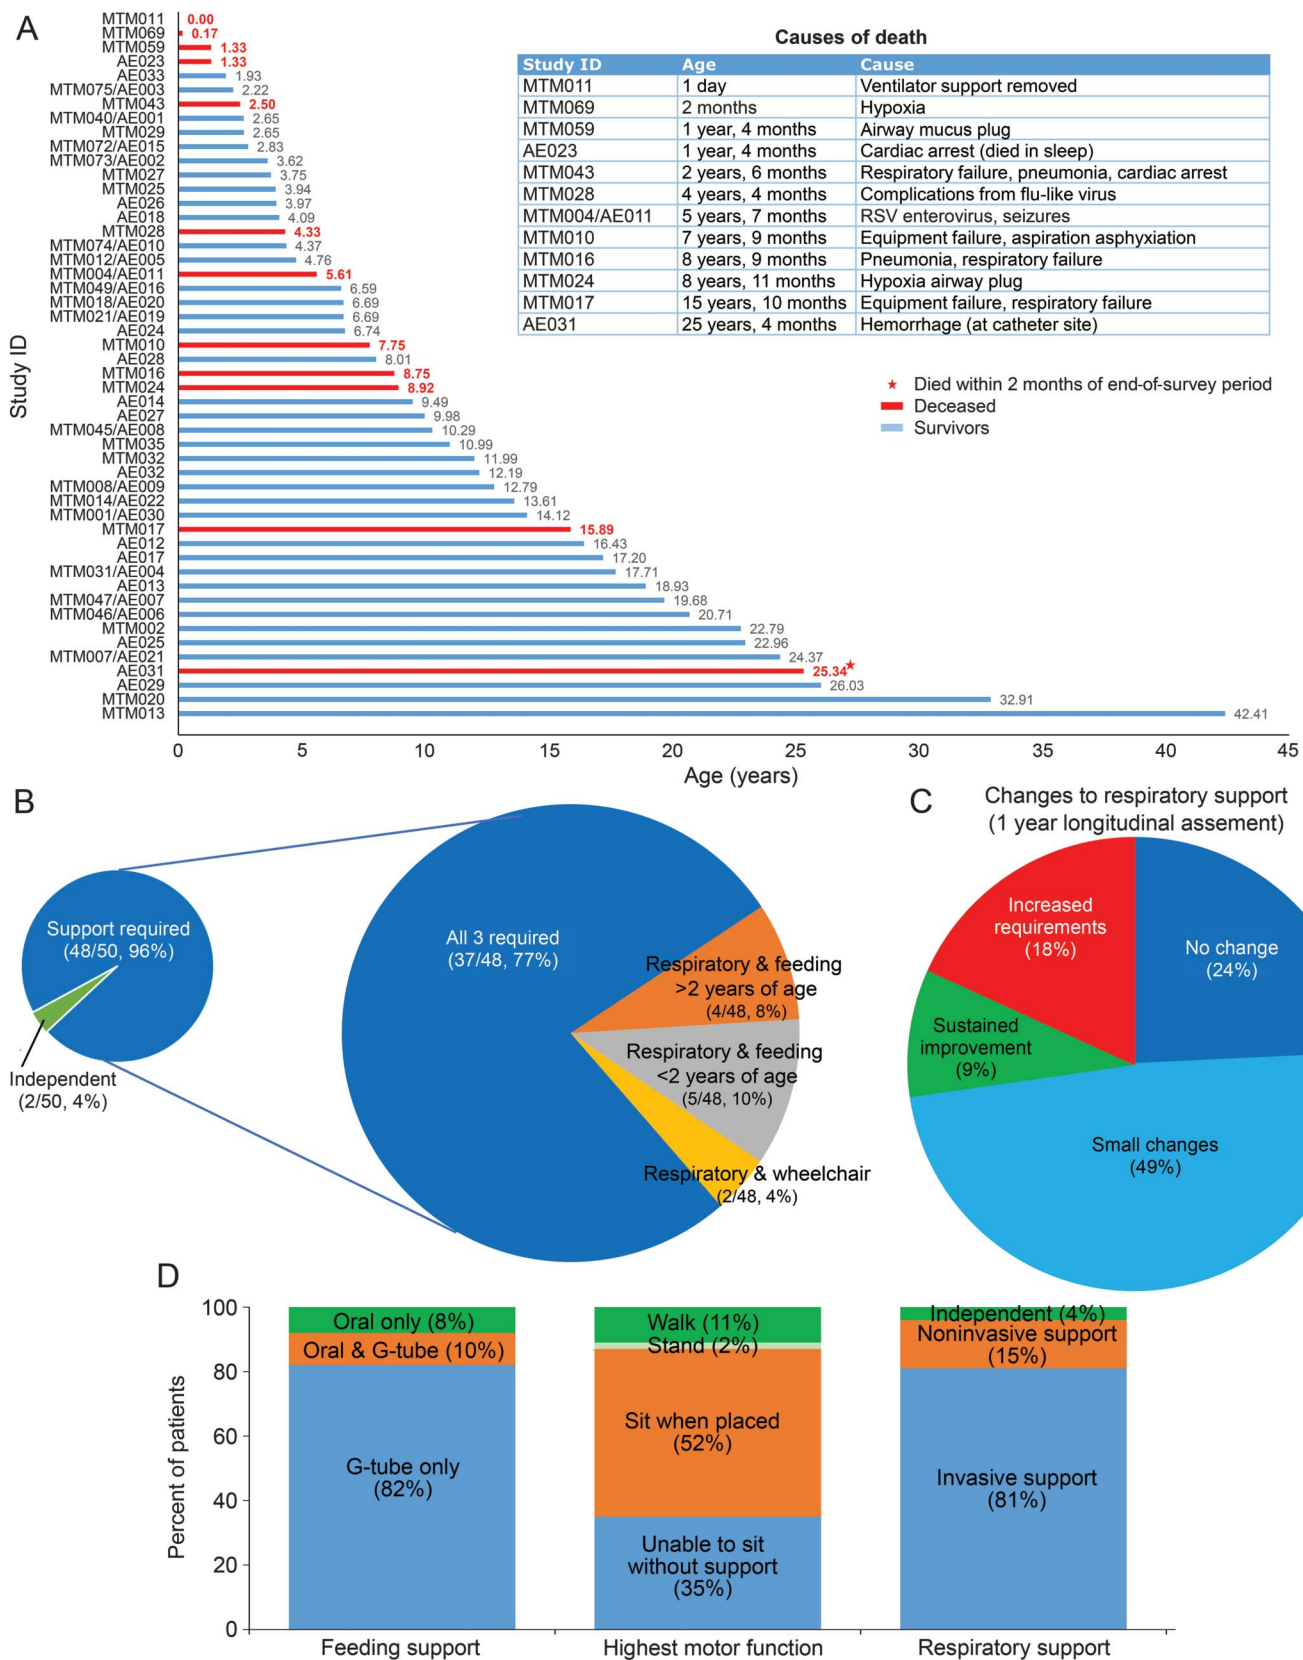 A
MTM011 0.00
MTM069 0.17
MTM059 1.33
AE023 1.33
AE033 1.93
MTM075/AE003 2.22
MTM043 2.50
MTM040/AE001 2.65
MTM029 2.65
MTM072/AE015 2.83
MTM073/AE002 3.62
MTM027 3.75
MTM025 3.94
AE026 3.97
AE018 4.09
MTM028 4.33
MTM074/AE010 4.37
MTM012/AE005 4.76
MTM004/AE011 5.61
MTM049/AE016 6.59
MTM018/AE020 6.69
MTM021/AE019 6.69
AE024 6.74
MTM010 7.75
AE028 8.01
MTM016 8.75
MTM024 8.92
AE014 9.49
AE027 9.98
MTM045/AE008 10.29
MTM035 10.99
MTM032 11.99
AE032 12.19
MTM008/AE009 12.79
MTM014/AE022 13.61
MTM001/AE030 14.12
MTM017 15.89
AE012 16.43
AE017 17.20
MTM031/AE004 17.71
AE013 18.93
MTM047/AE007 19.68
MTM046/AE006 20.71
MTM002 22.79
AE025 22.96
MTM007/AE021 24.37
AE031 25.34★
AE029 26.03
MTM020 32.91
MTM013 42.41
Study ID
0 5 10 15 20 25 30 35 40 45
Age (years)
Causes of death
Study ID Age Cause
MTM011 1 day Ventilator support removed
MTM069 2 months Hypoxia
MTM059 1 year, 4 months Airway mucus plug
AE023 1 year, 4 months Cardiac arrest (died in sleep)
MTM043 2 years, 6 months Respiratory failure, pneumonia, cardiac arrest
MTM028 4 years, 4 months Complications from flu-like virus
MTM004/AE011 5 years, 7 months RSV enterovirus, seizures
MTM010 7 years, 9 months Equipment failure, aspiration asphyxiation
MTM016 8 years, 9 months Pneumonia, respiratory failure
MTM024 8 years, 11 months Hypoxia airway plug
MTM017 15 years, 10 months Equipment failure, respiratory failure
AE031 25 years, 4 months Hemorrhage (at catheter site)
★ Died within 2 months of end-of-survey period
Deceased
Survivors
B
Support required
(48/50, 96%)
Independent
(2/50, 4%)
All 3 required
(37/48, 77%)
Respiratory & feeding
>2 years of age
(4/48, 8%)
Respiratory & feeding
<2 years of age
(5/48, 10%)
Respiratory & wheelchair
(2/48, 4%)
C
Changes to respiratory support
(1 year longitudinal assement)
Increased
requirements
(18%)
No change
(24%)
Sustained
improvement
(9%)
Small changes
(49%)
D
Percent of patients
100
80
60
40
20
0
Oral only (8%)
Oral & G-tube (10%)
G-tube only
(82%)
Feeding support
Walk (11%)
Stand (2%)
Sit when placed
(52%)
Unable to sit
without support
(35%)
Highest motor function
Independent (4%)
Noninvasive support
(15%)
Invasive support
(81%)
Respiratory support